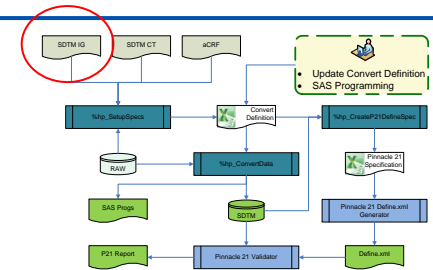 SDTM IG
SDTM CT
aCRF
• Update Convert Definition
• SAS Programming
%hp_SetupSpecs
Convert
Definition
%hp_CreateP21DefineSpec
RAW
%hp_ConvertData
Pinnacle 21
Specification
SAS Progs
SDTM
Pinnacle 21 Define.xml
Generator
P21 Report
Pinnacle 21 Validator
Define.xml